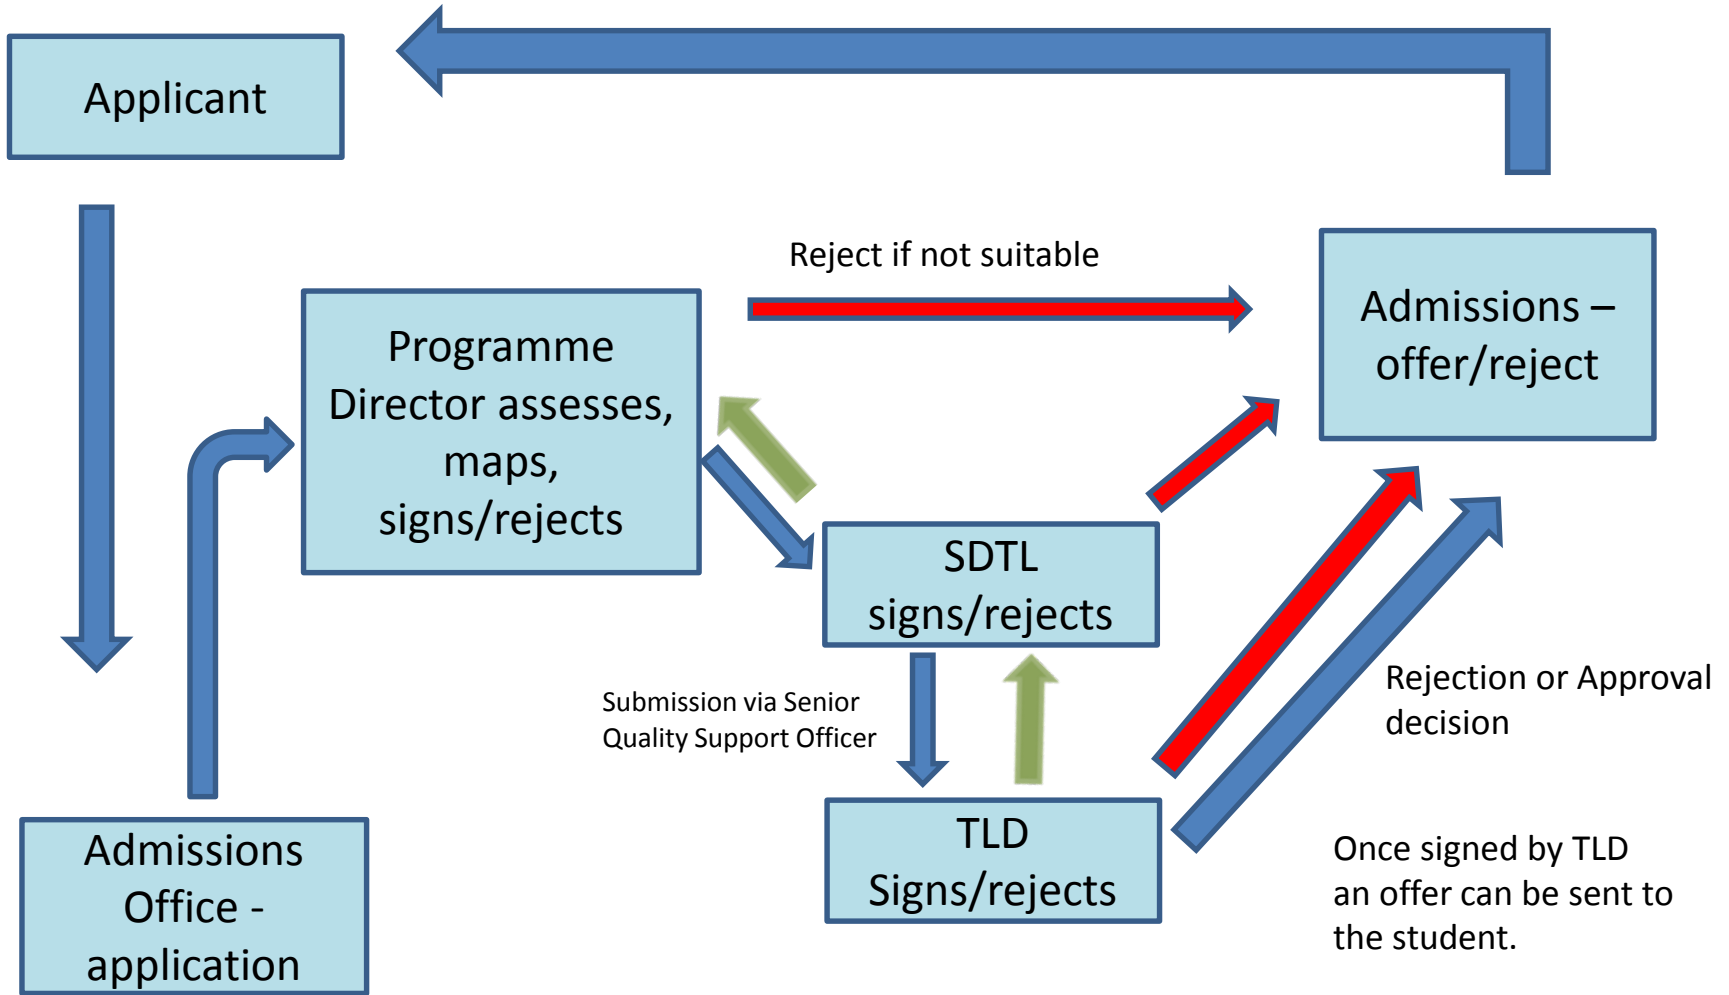 Applicant
Reject if not suitable
Programme
Director assesses,
maps,
signs/rejects
Admissions –
offer/reject
SDTL
signs/rejects
Submission via Senior
Quality Support Officer
Rejection or Approval
decision
TLD
Signs/rejects
Admissions
Office -
application
Once signed by TLD
an offer can be sent to
the student.